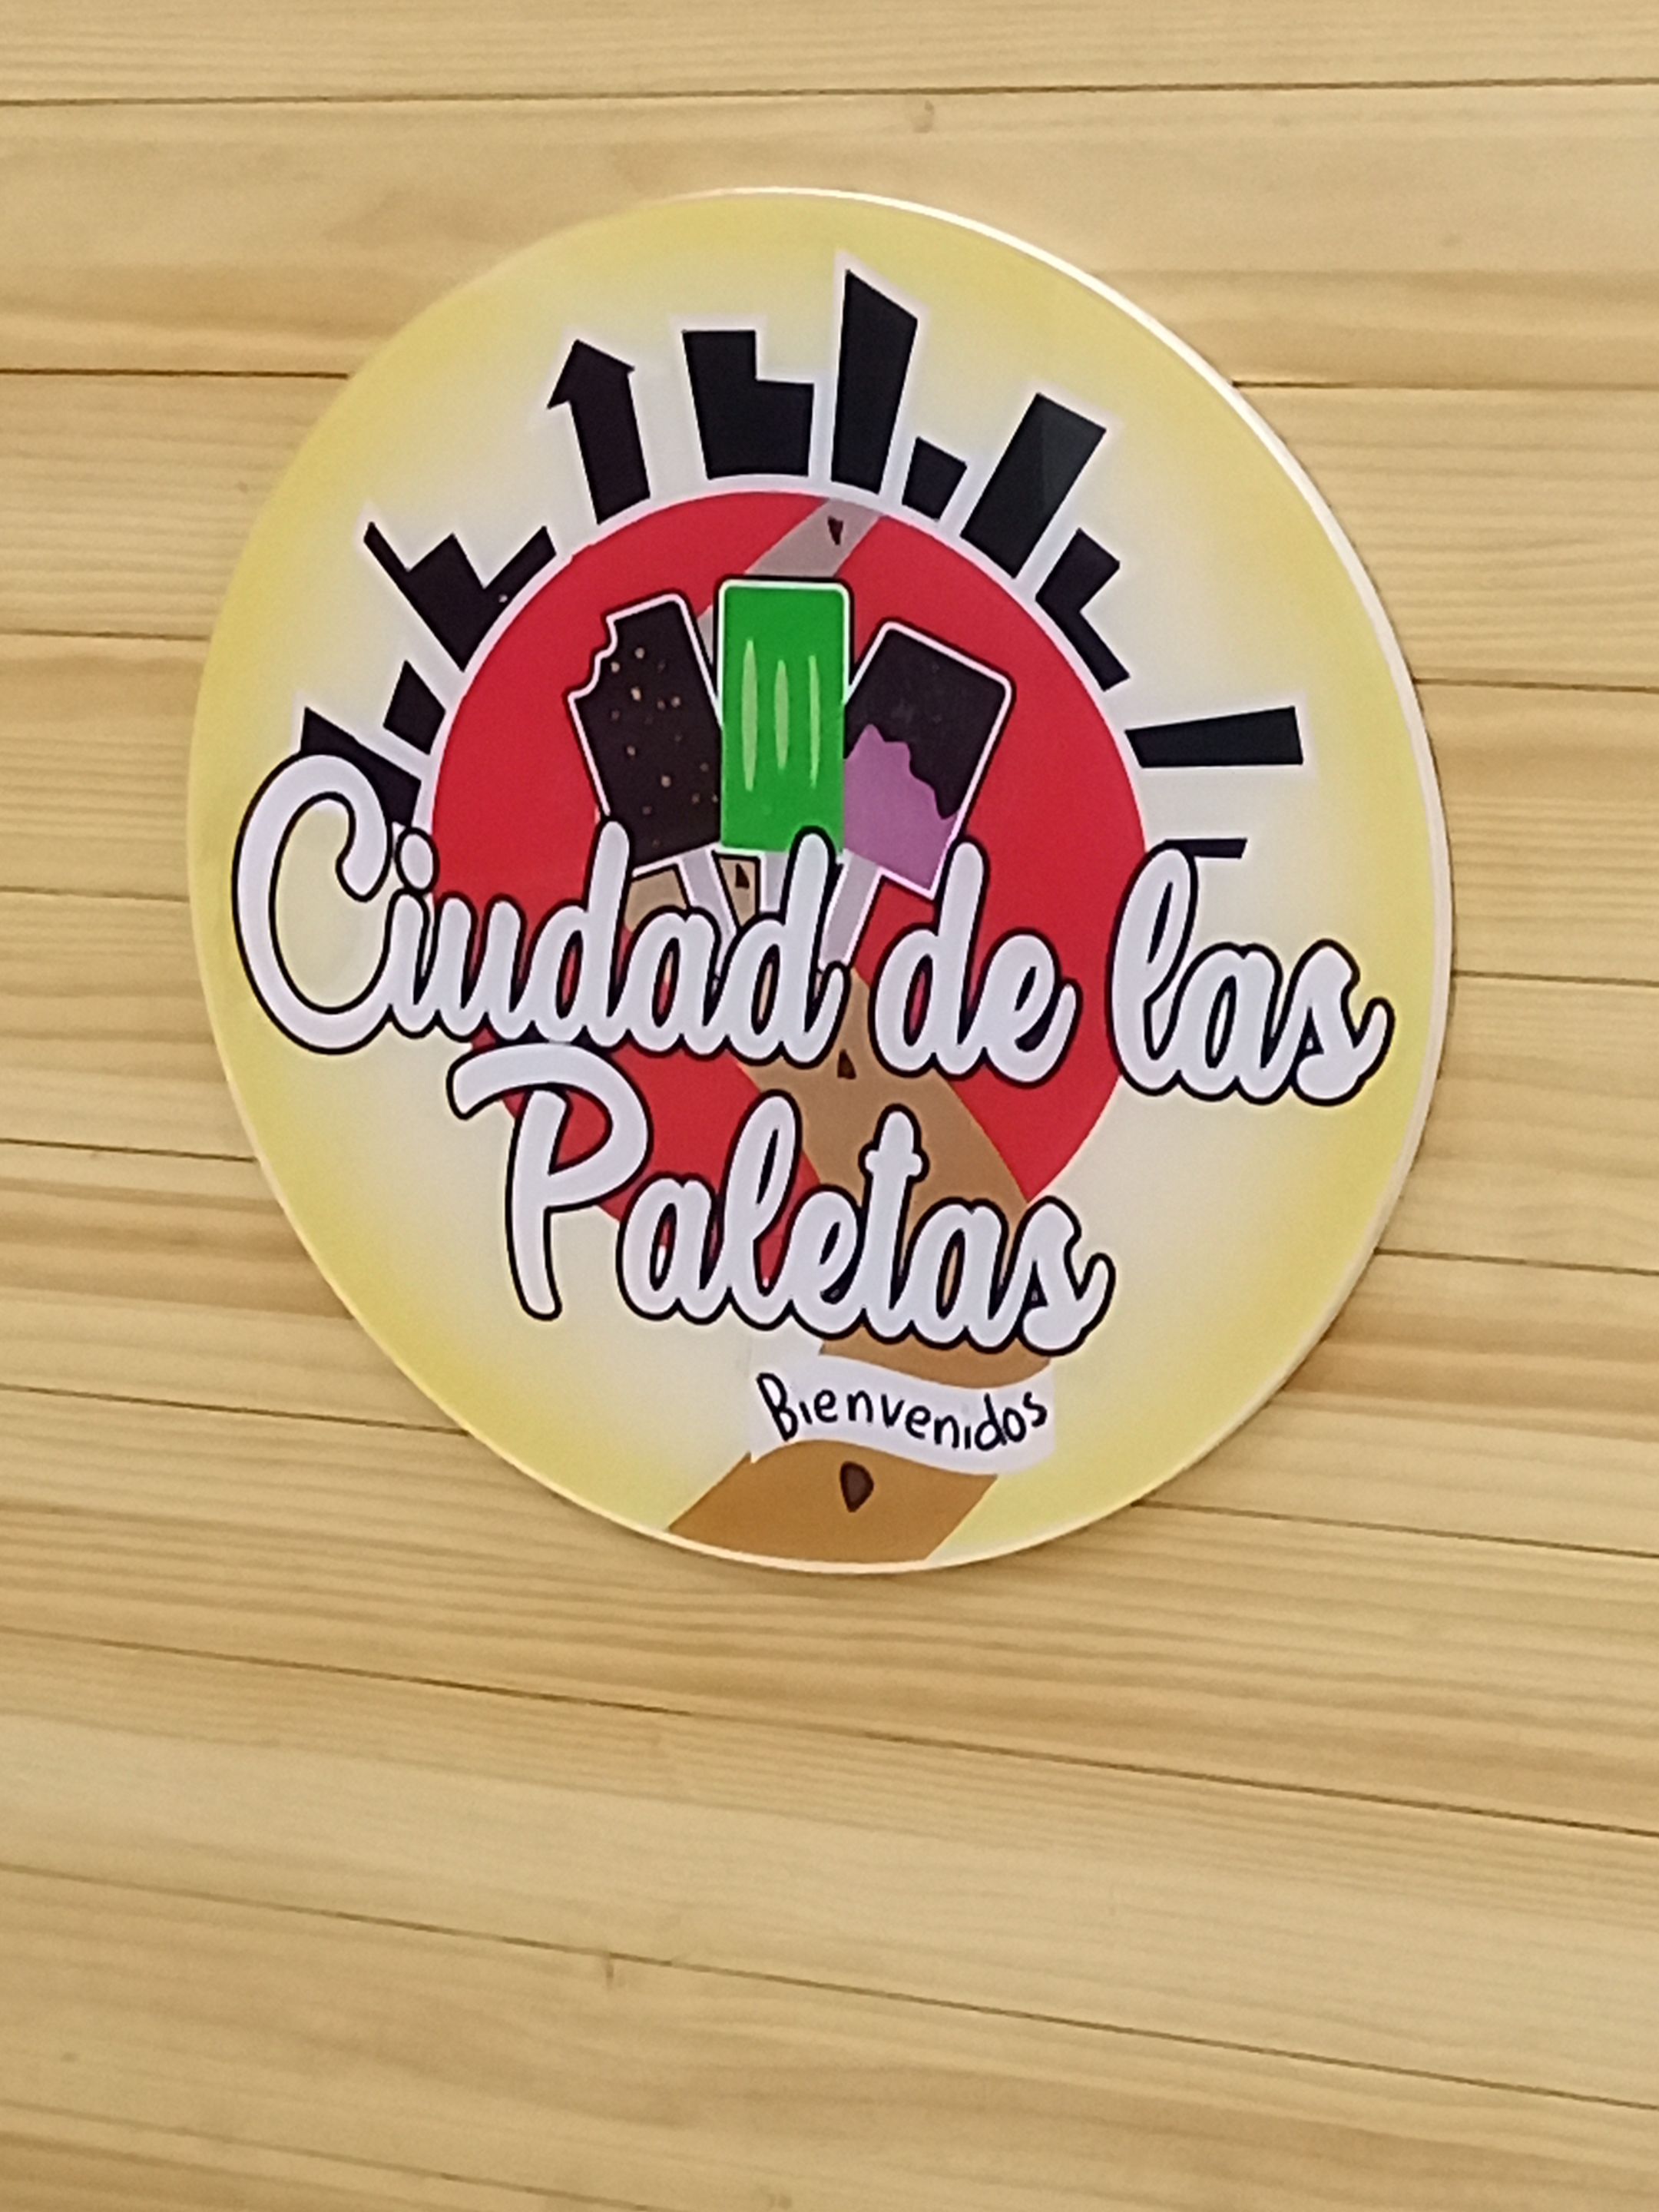 Ciudad de las
Paletas
Bienvenidos